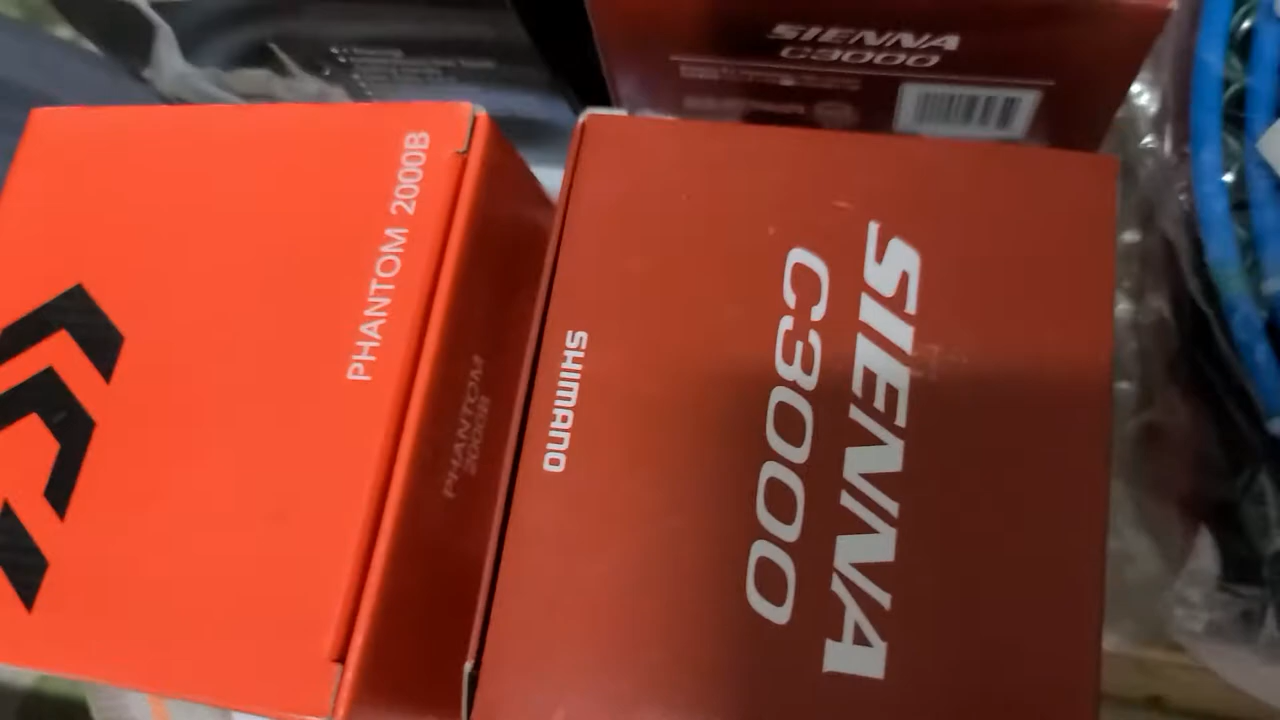 SIENNA
C3000
PHANTOM 2000B
PHANTOM
2000B
SHIMANO
SIENNA
C3000